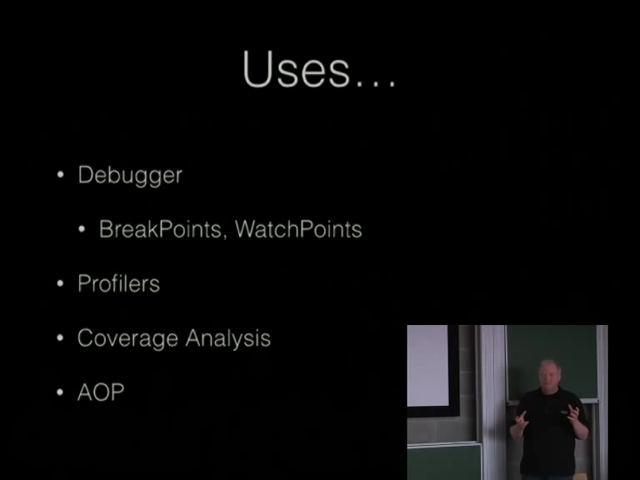 Uses...
• Debugger
• BreakPoints, WatchPoints
• Profilers
• Coverage Analysis
• AOP